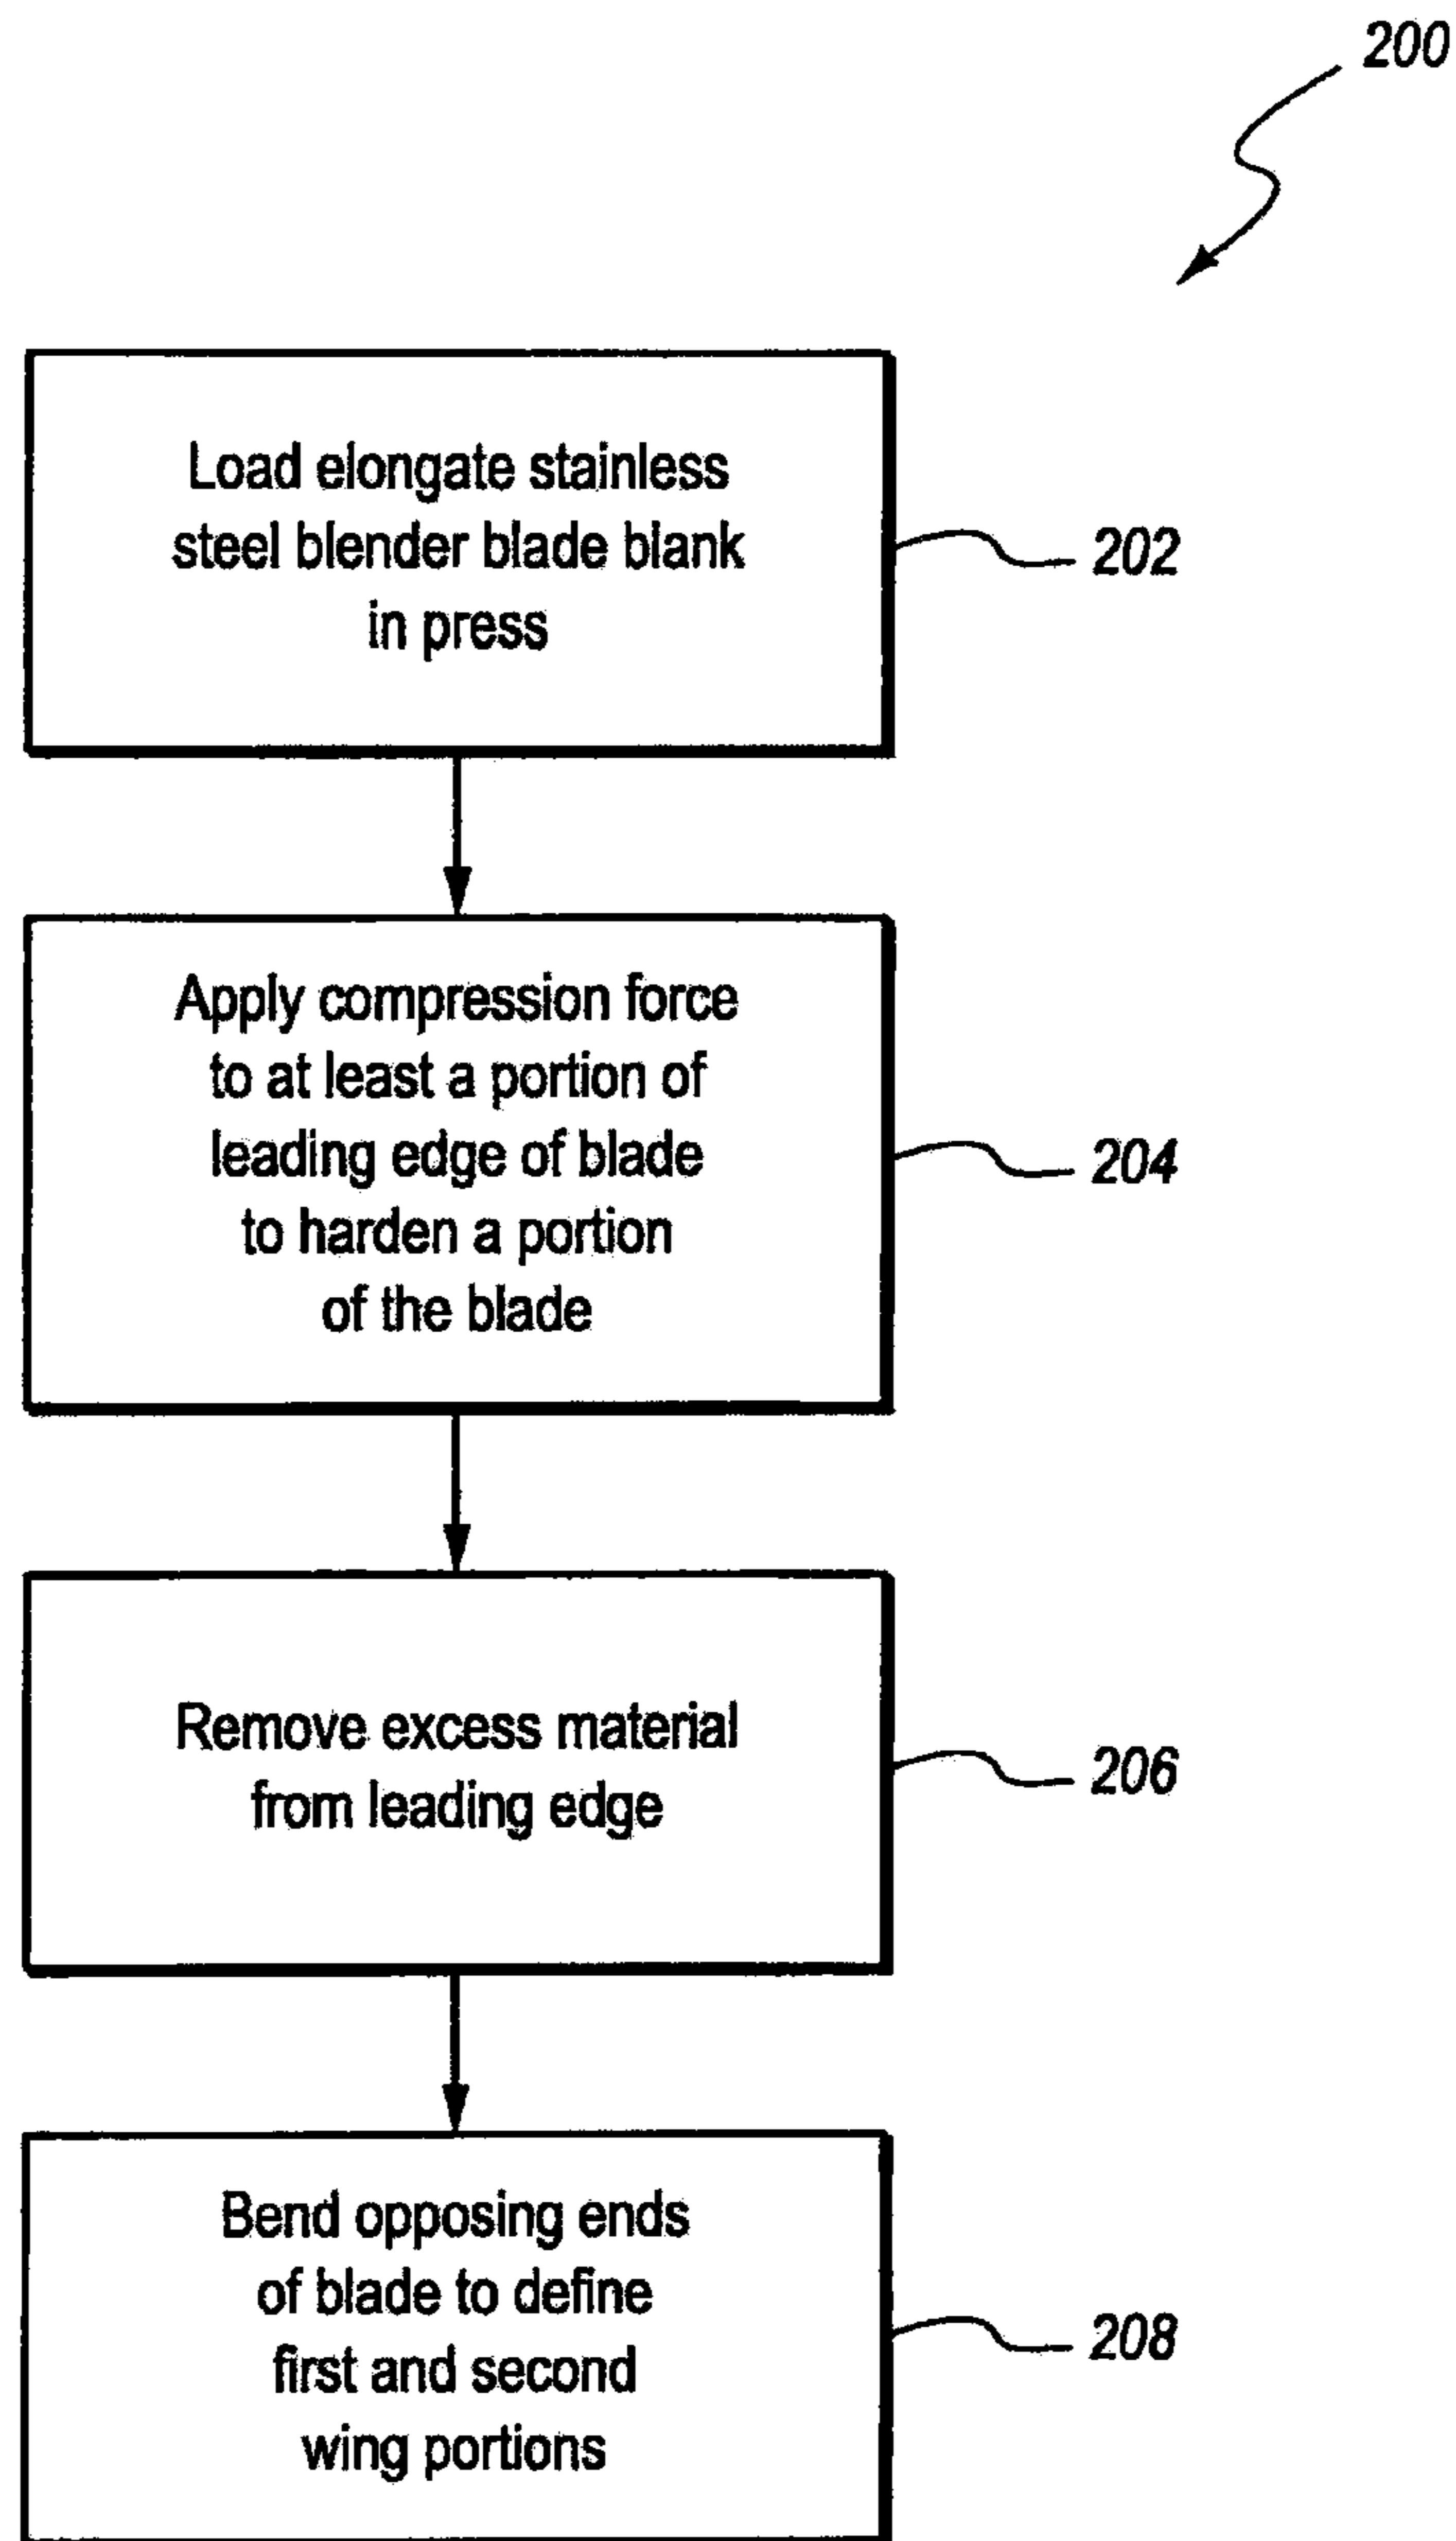 200
Load elongate stainless
steel blender blade blank
in press
202
Apply compression force
to at least a portion of
leading edge of blade
to harden a portion
of the blade
204
Remove excess material
from leading edge
206
Bend opposing ends
of blade to define
first and second
wing portions
208